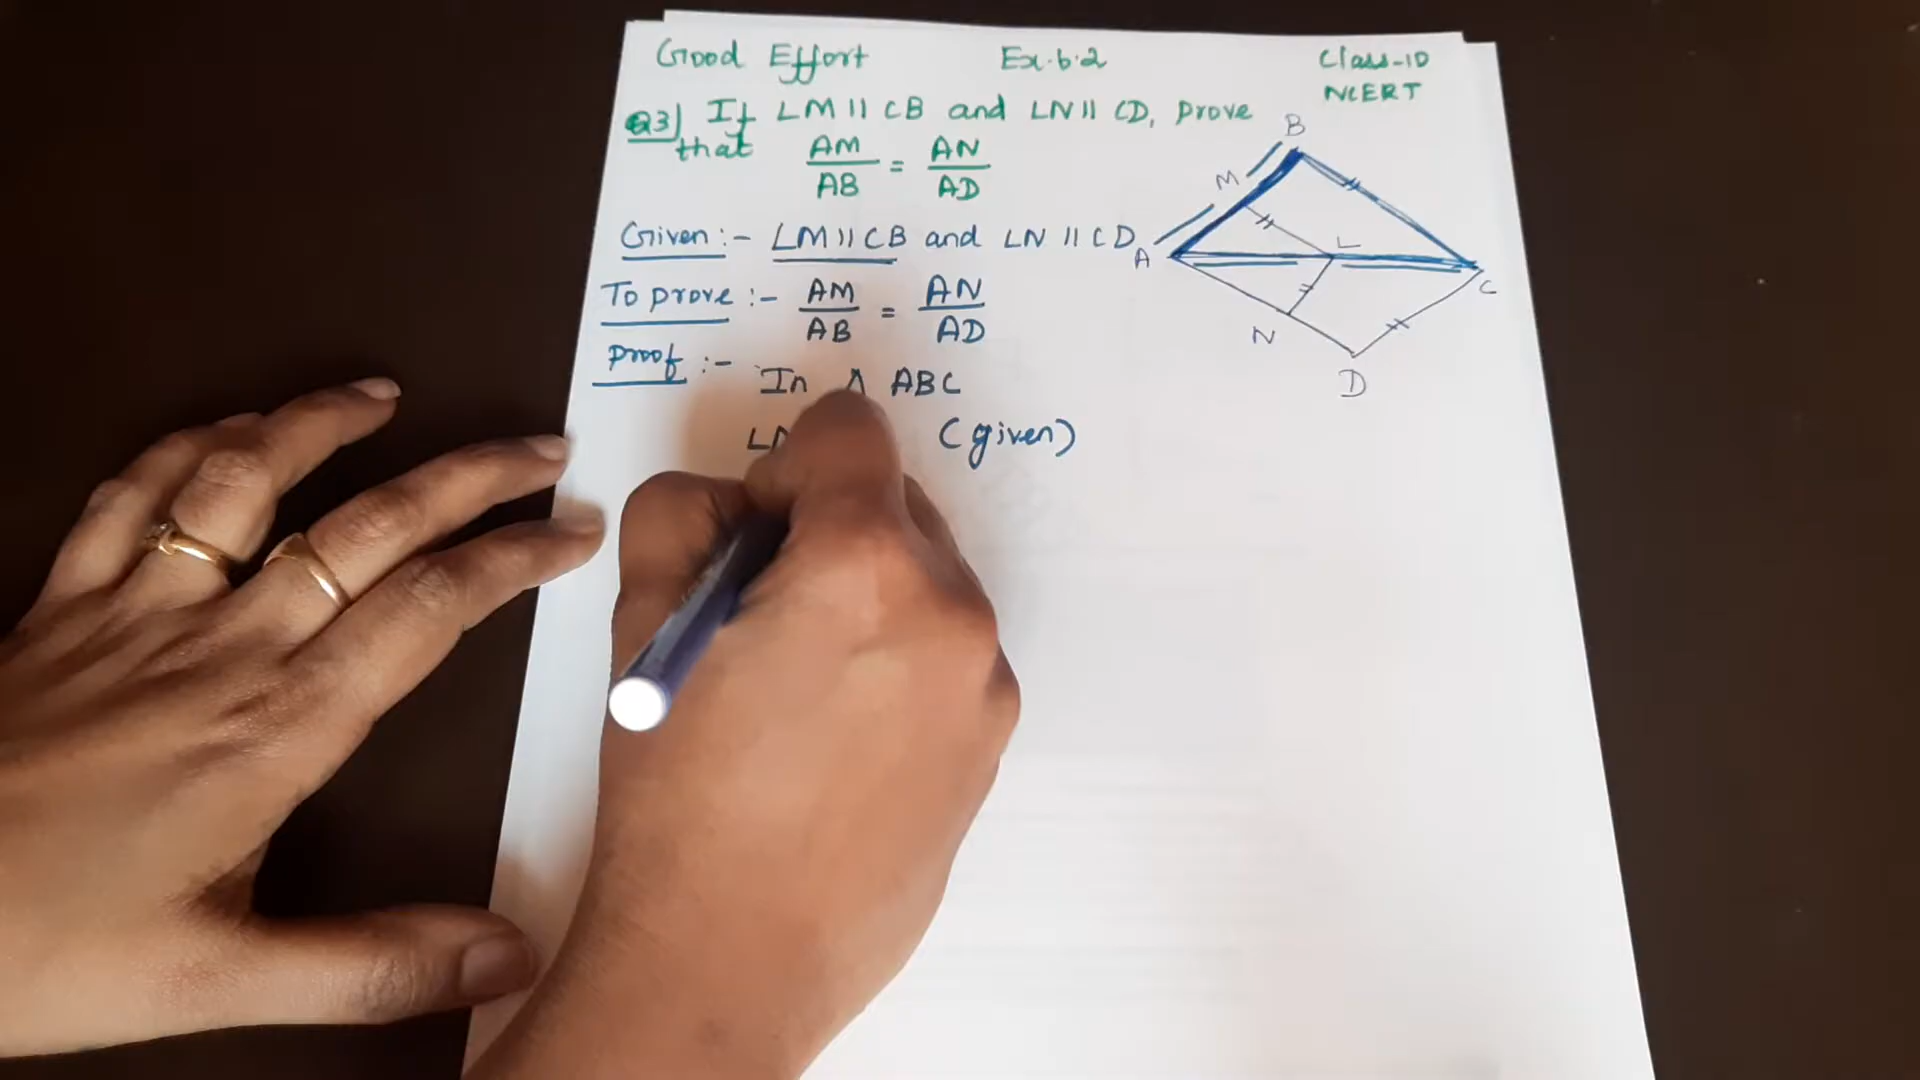 Good Effort Ex.6.2 Class-10
NCERT
Q3) If LM || CB and LN || CD, prove
that AM/AB = AN/AD
Given :- LM || CB and LN || CD
To prove :- AM/AB = AN/AD
Proof :- In Δ ABC
(given)
B
M
A
L
C
N
D